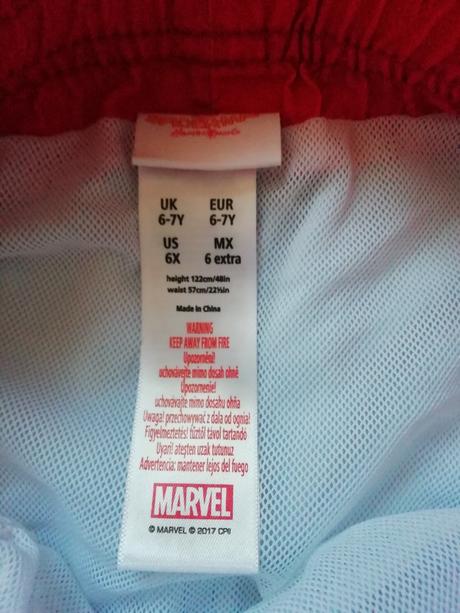 UK EUR
6-7Y 6-7Y
US MX
6X 6 extra
height 122cm/48in
waist 57cm/22½in
Made in China
WARNING
KEEP AWAY FROM FIRE
Upozornění!
uchovávejte mimo dosah ohně
Upozornenie!
uchovávajte mimo dosahu ohňa
Uwaga! przechowywać z dala od ognia!
Figyelmeztetés! tűztől távol tartandó
Uyarı! ateşten uzak tutunuz
Advertencia: mantener lejos del fuego
MARVEL
© MARVEL © 2017 CPII